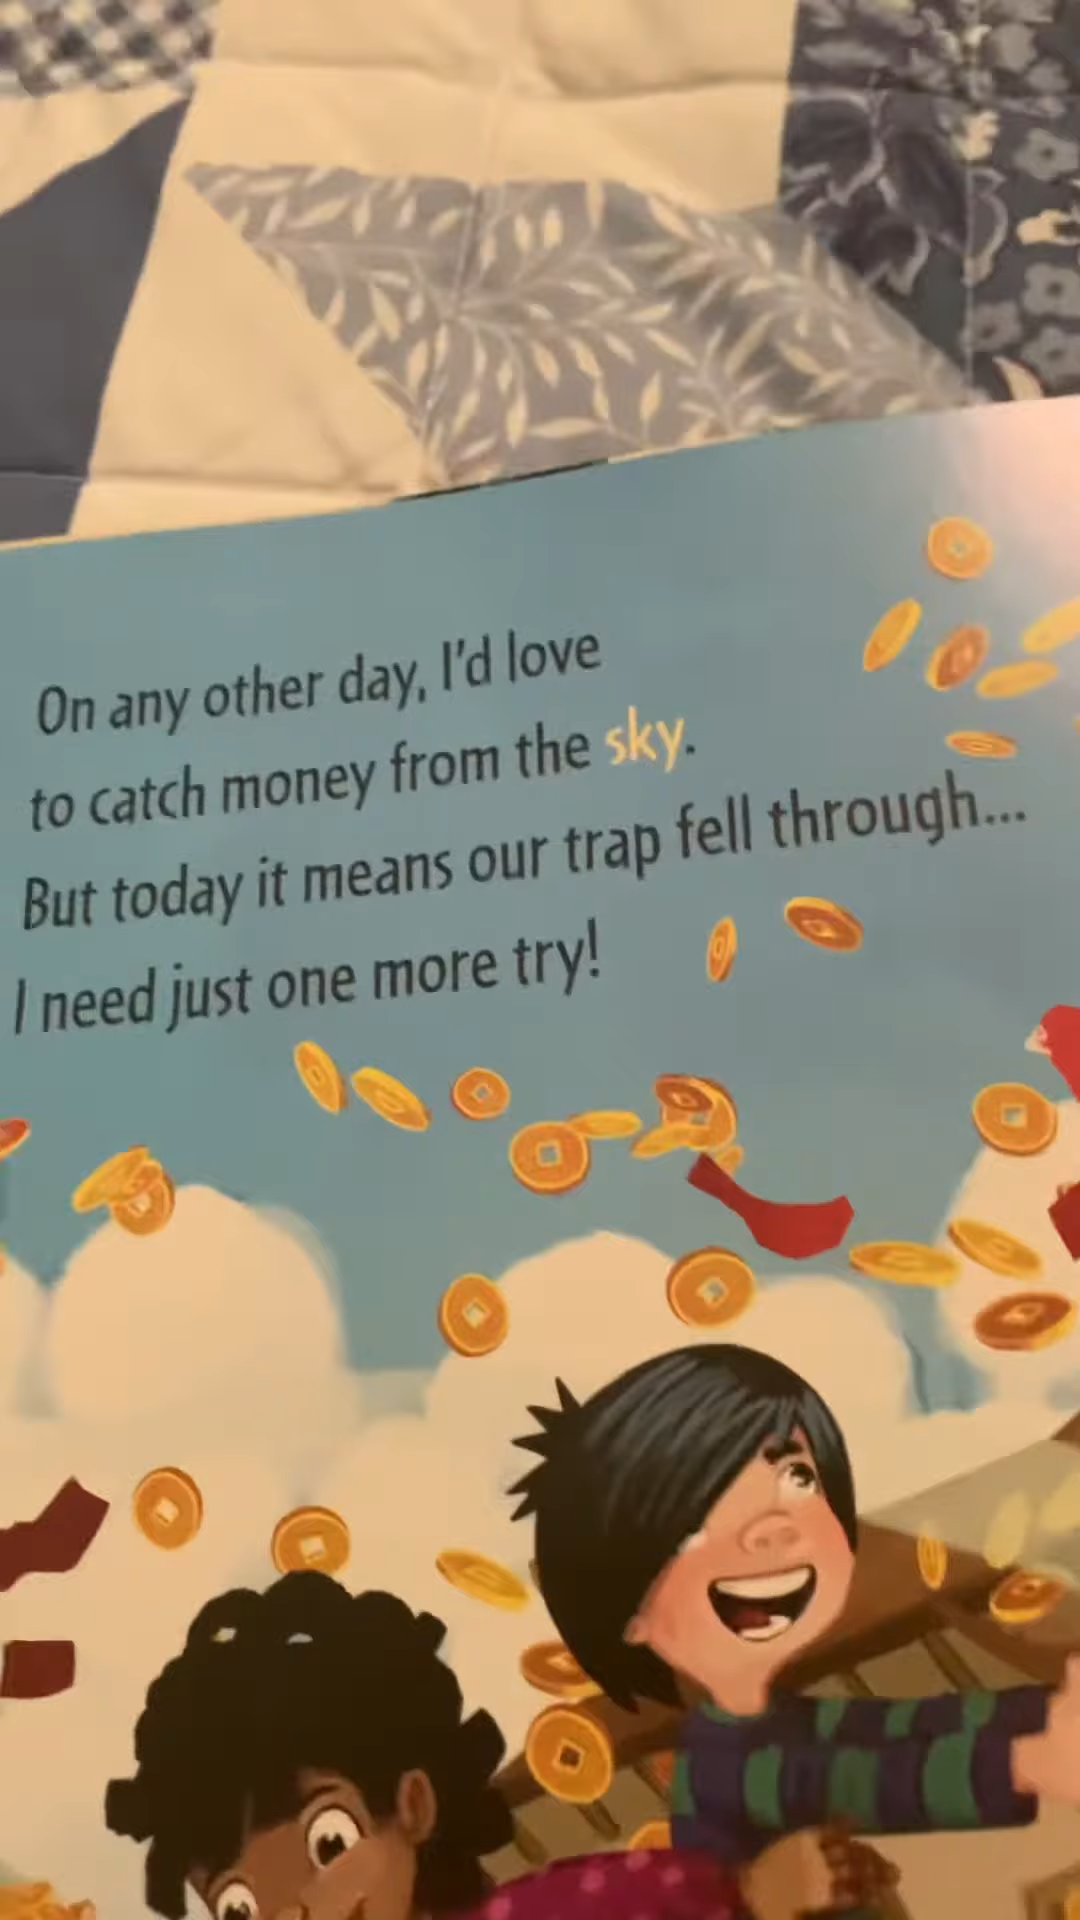 On any other day, I'd love
to catch money from the sky.
But today it means our trap fell through...
I need just one more try!